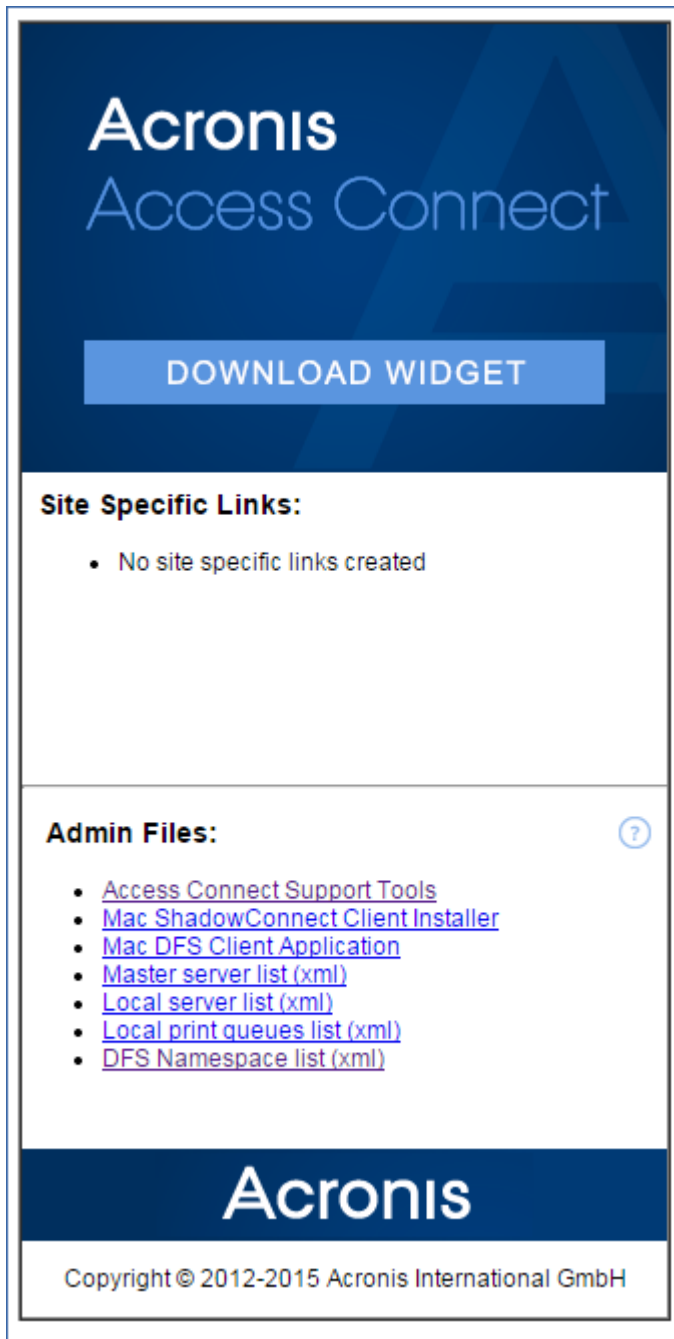 Acronis
Access Connect
DOWNLOAD WIDGET
Site Specific Links:
• No site specific links created
Admin Files:
?
• Access Connect Support Tools
• Mac ShadowConnect Client Installer
• Mac DFS Client Application
• Master server list (xml)
• Local server list (xml)
• Local print queues list (xml)
• DFS Namespace list (xml)
Acronis
Copyright © 2012-2015 Acronis International GmbH